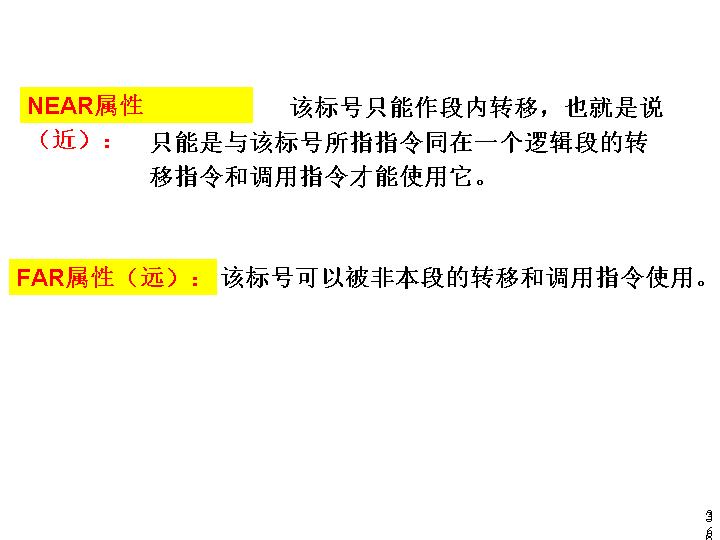 NEAR属性
（近）：
该标号只能作段内转移，也就是说
只能是与该标号所指指令同在一个逻辑段的转
移指令和调用指令才能使用它。
FAR属性（远）：该标号可以被非本段的转移和调用指令使用。